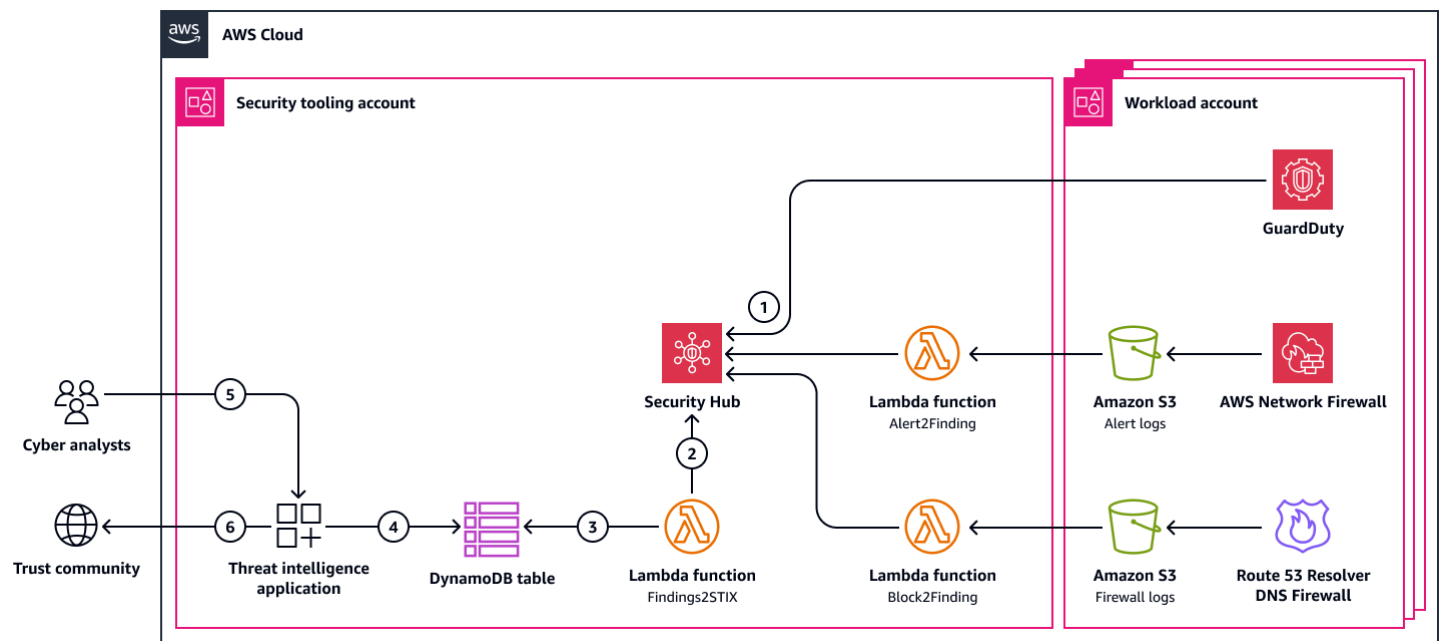 aws
AWS Cloud
Security tooling account
Workload account
GuardDuty
1
Security Hub
Lambda function
Alert2Finding
Amazon S3
Alert logs
AWS Network Firewall
5
Cyber analysts
2
6
4
3
Trust community
Threat intelligence
application
DynamoDB table
Lambda function
Findings2STIX
Lambda function
Block2Finding
Amazon S3
Firewall logs
Route 53 Resolver
DNS Firewall